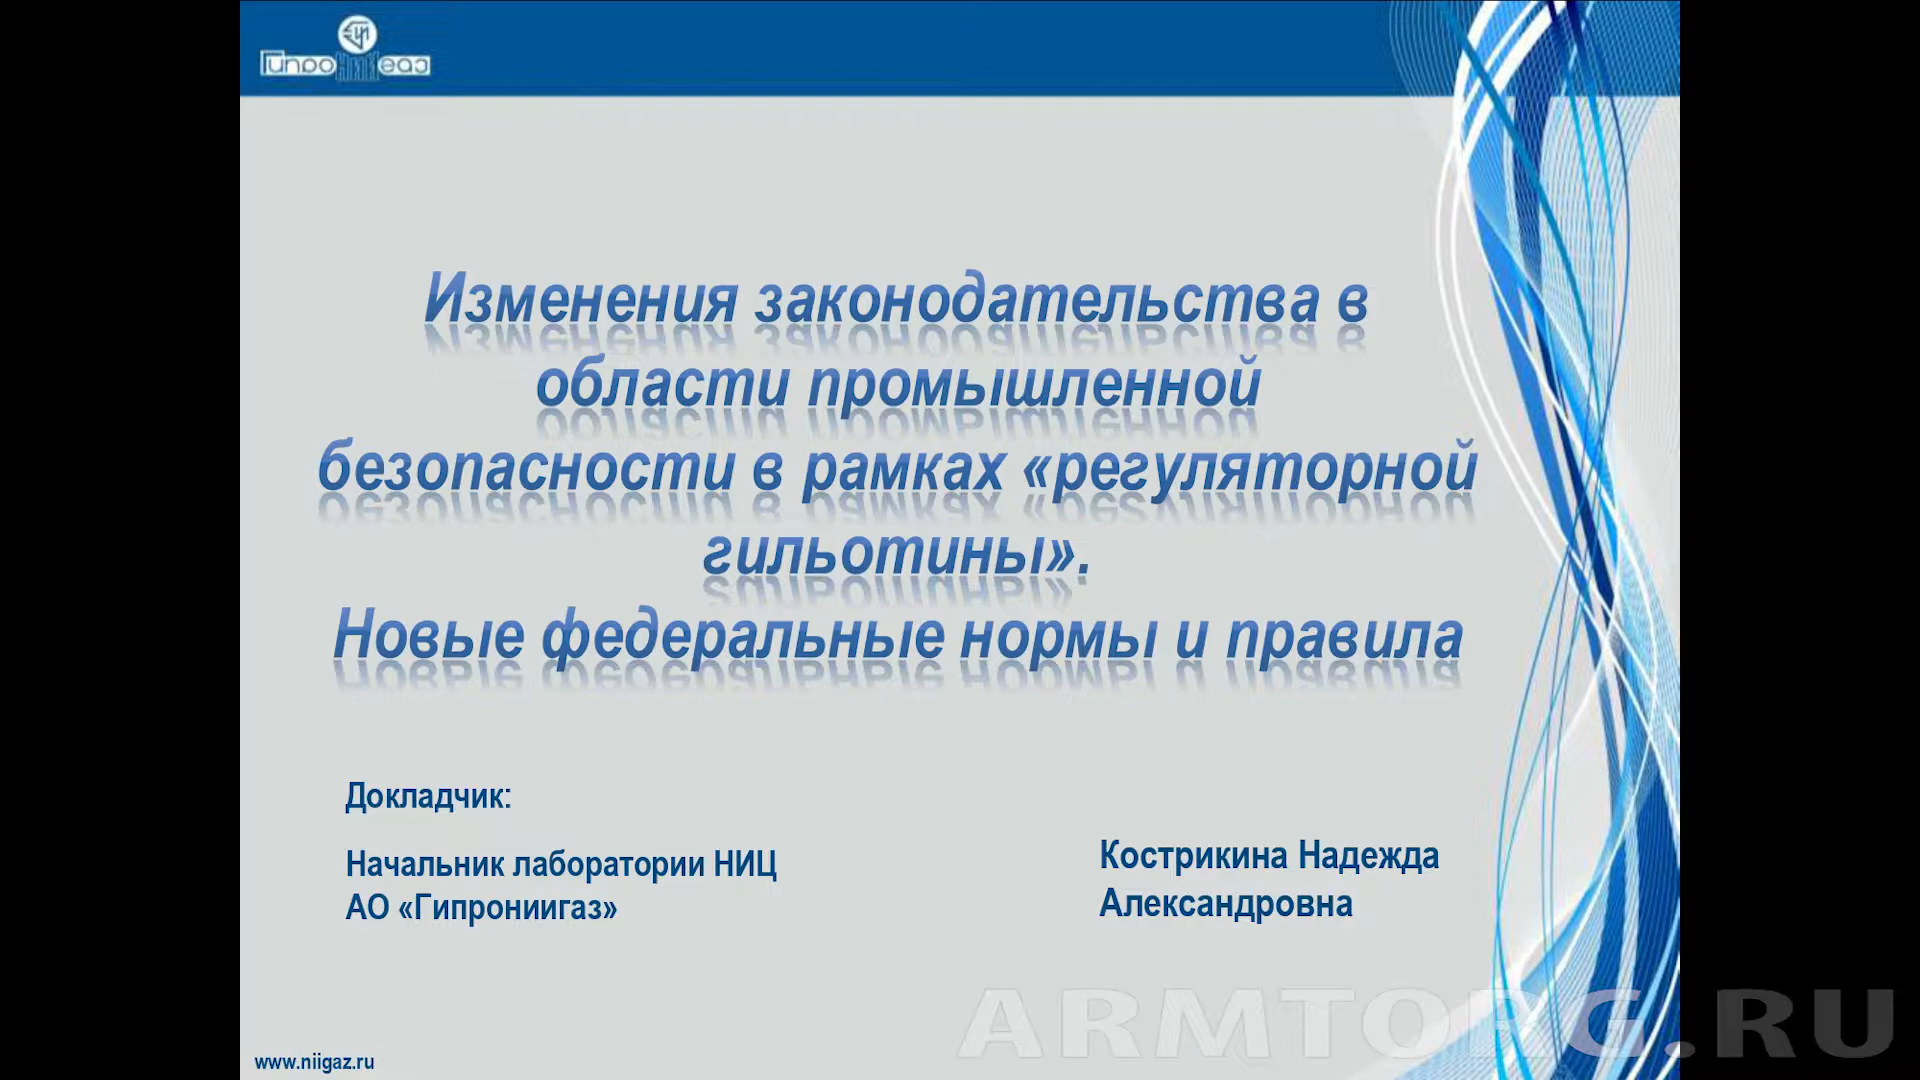 ГипроНИИгаз
Изменения законодательства в
области промышленной
безопасности в рамках «регуляторной
гильотины».
Новые федеральные нормы и правила
Докладчик:
Начальник лаборатории НИЦ
АО «Гипрониигаз»
Кострикина Надежда
Александровна
www.niigaz.ru
ARMTORG.RU